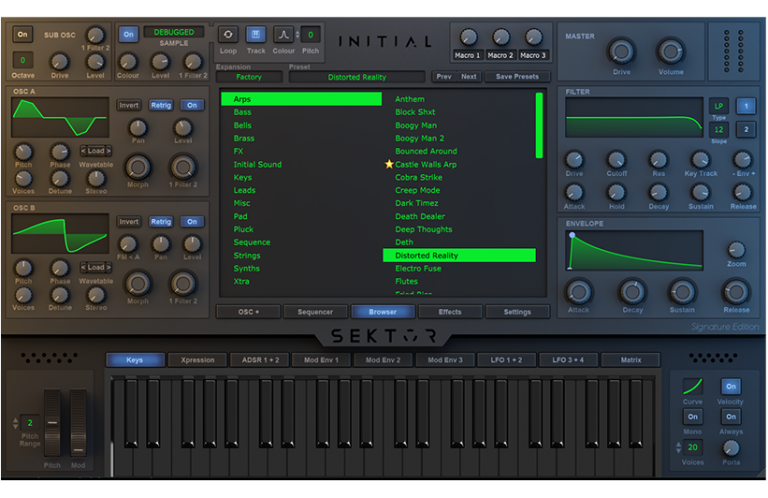 On
SUB OSC
1 Filter 2
0
Octave
Drive
Level
On
DEBUGGED
SAMPLE
Colour
Level
1 Filter 2
Loop
Track
Colour
0
Pitch
INITIAL
Macro 1
Macro 2
Macro 3
Expansion
Factory
Preset
Distorted Reality
Prev
Next
Save Presets
MASTER
Drive
Volume
OSC A
Invert
Retrig
On
Pan
Level
Pitch
Phase
< Load >
Wavetable
Voices
Detune
Stereo
Morph
1 Filter 2
OSC B
Invert
Retrig
On
FM < A
Pan
Level
Pitch
Phase
< Load >
Wavetable
Voices
Detune
Stereo
Morph
1 Filter 2
Arps
Bass
Bells
Brass
FX
Initial Sound
Keys
Leads
Misc
Pad
Pluck
Sequence
Strings
Synths
Xtra
Anthem
Block Shxt
Boogy Man
Boogy Man 2
Bounced Around
Castle Walls Arp
Cobra Strike
Creep Mode
Dark Timez
Death Dealer
Deep Thoughts
Deth
Distorted Reality
Electro Fuse
Flutes
OSC +
Sequencer
Browser
Effects
Settings
FILTER
LP
Type
12
Slope
1
2
Drive
Cutoff
Res
Key Track
- Env +
Attack
Hold
Decay
Sustain
Release
ENVELOPE
Zoom
Attack
Decay
Sustain
Release
Signature Edition
SEKTOR
Keys
Xpression
ADSR 1 + 2
Mod Env 1
Mod Env 2
Mod Env 3
LFO 1 + 2
LFO 3 + 4
Matrix
2
Pitch
Range
Pitch
Mod
Curve
On
Velocity
On
Mono
On
Always
20
Voices
Porta